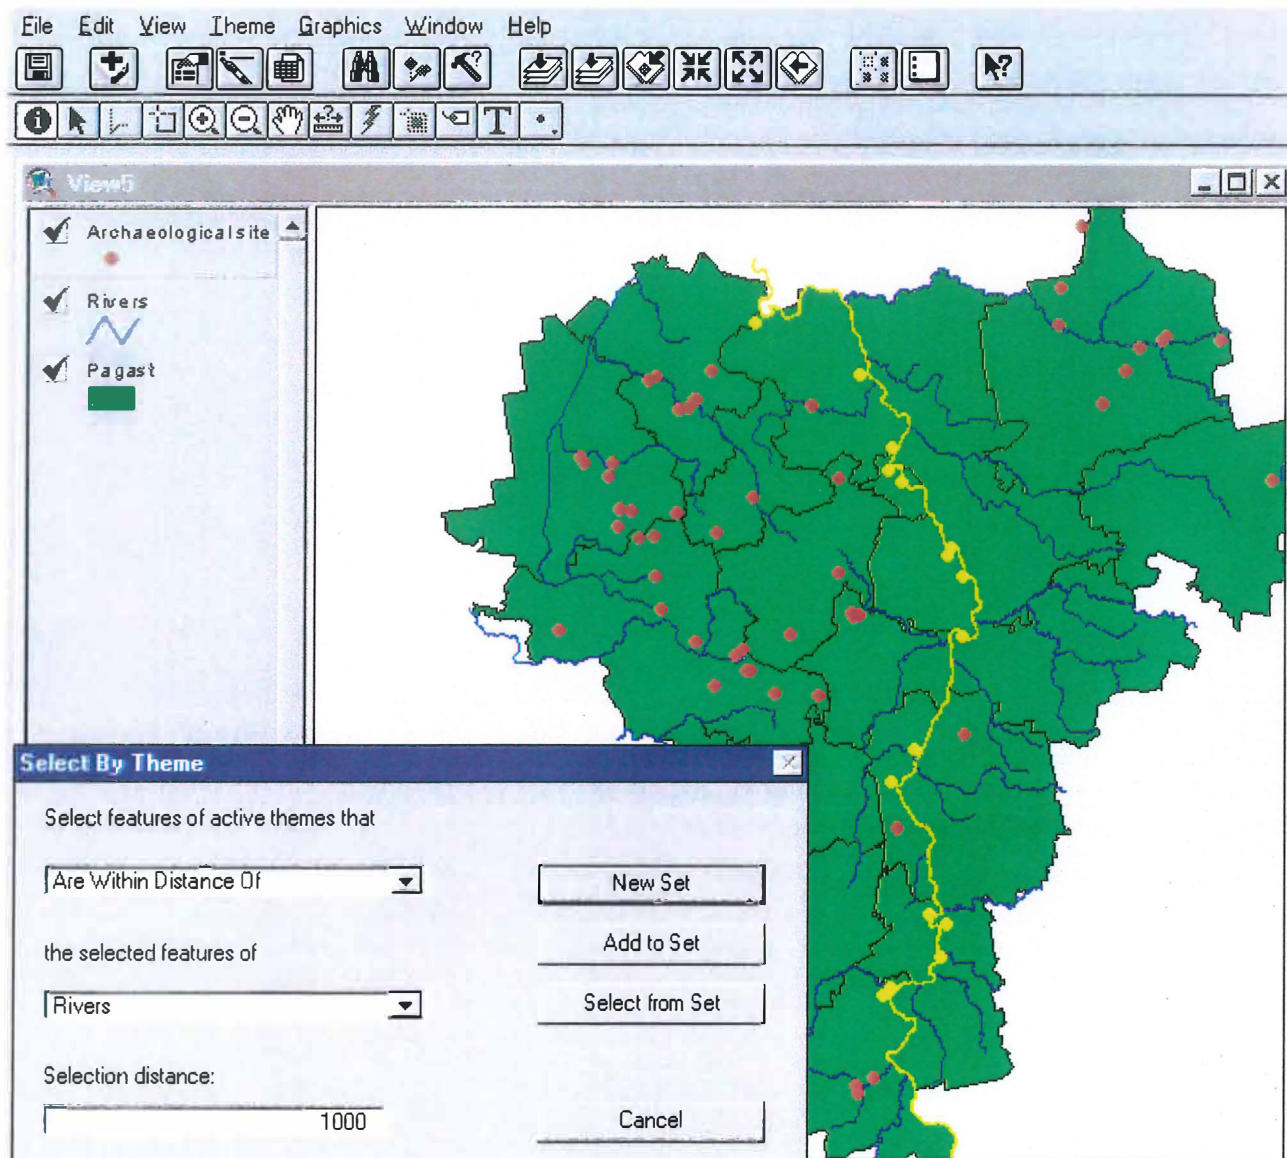 File Edit View Theme Graphics Window Help
View5
Archaeological site
Rivers
Pagast
Select By Theme
Select features of active themes that
Are Within Distance Of
New Set
the selected features of
Add to Set
Rivers
Select from Set
Selection distance:
1000
Cancel